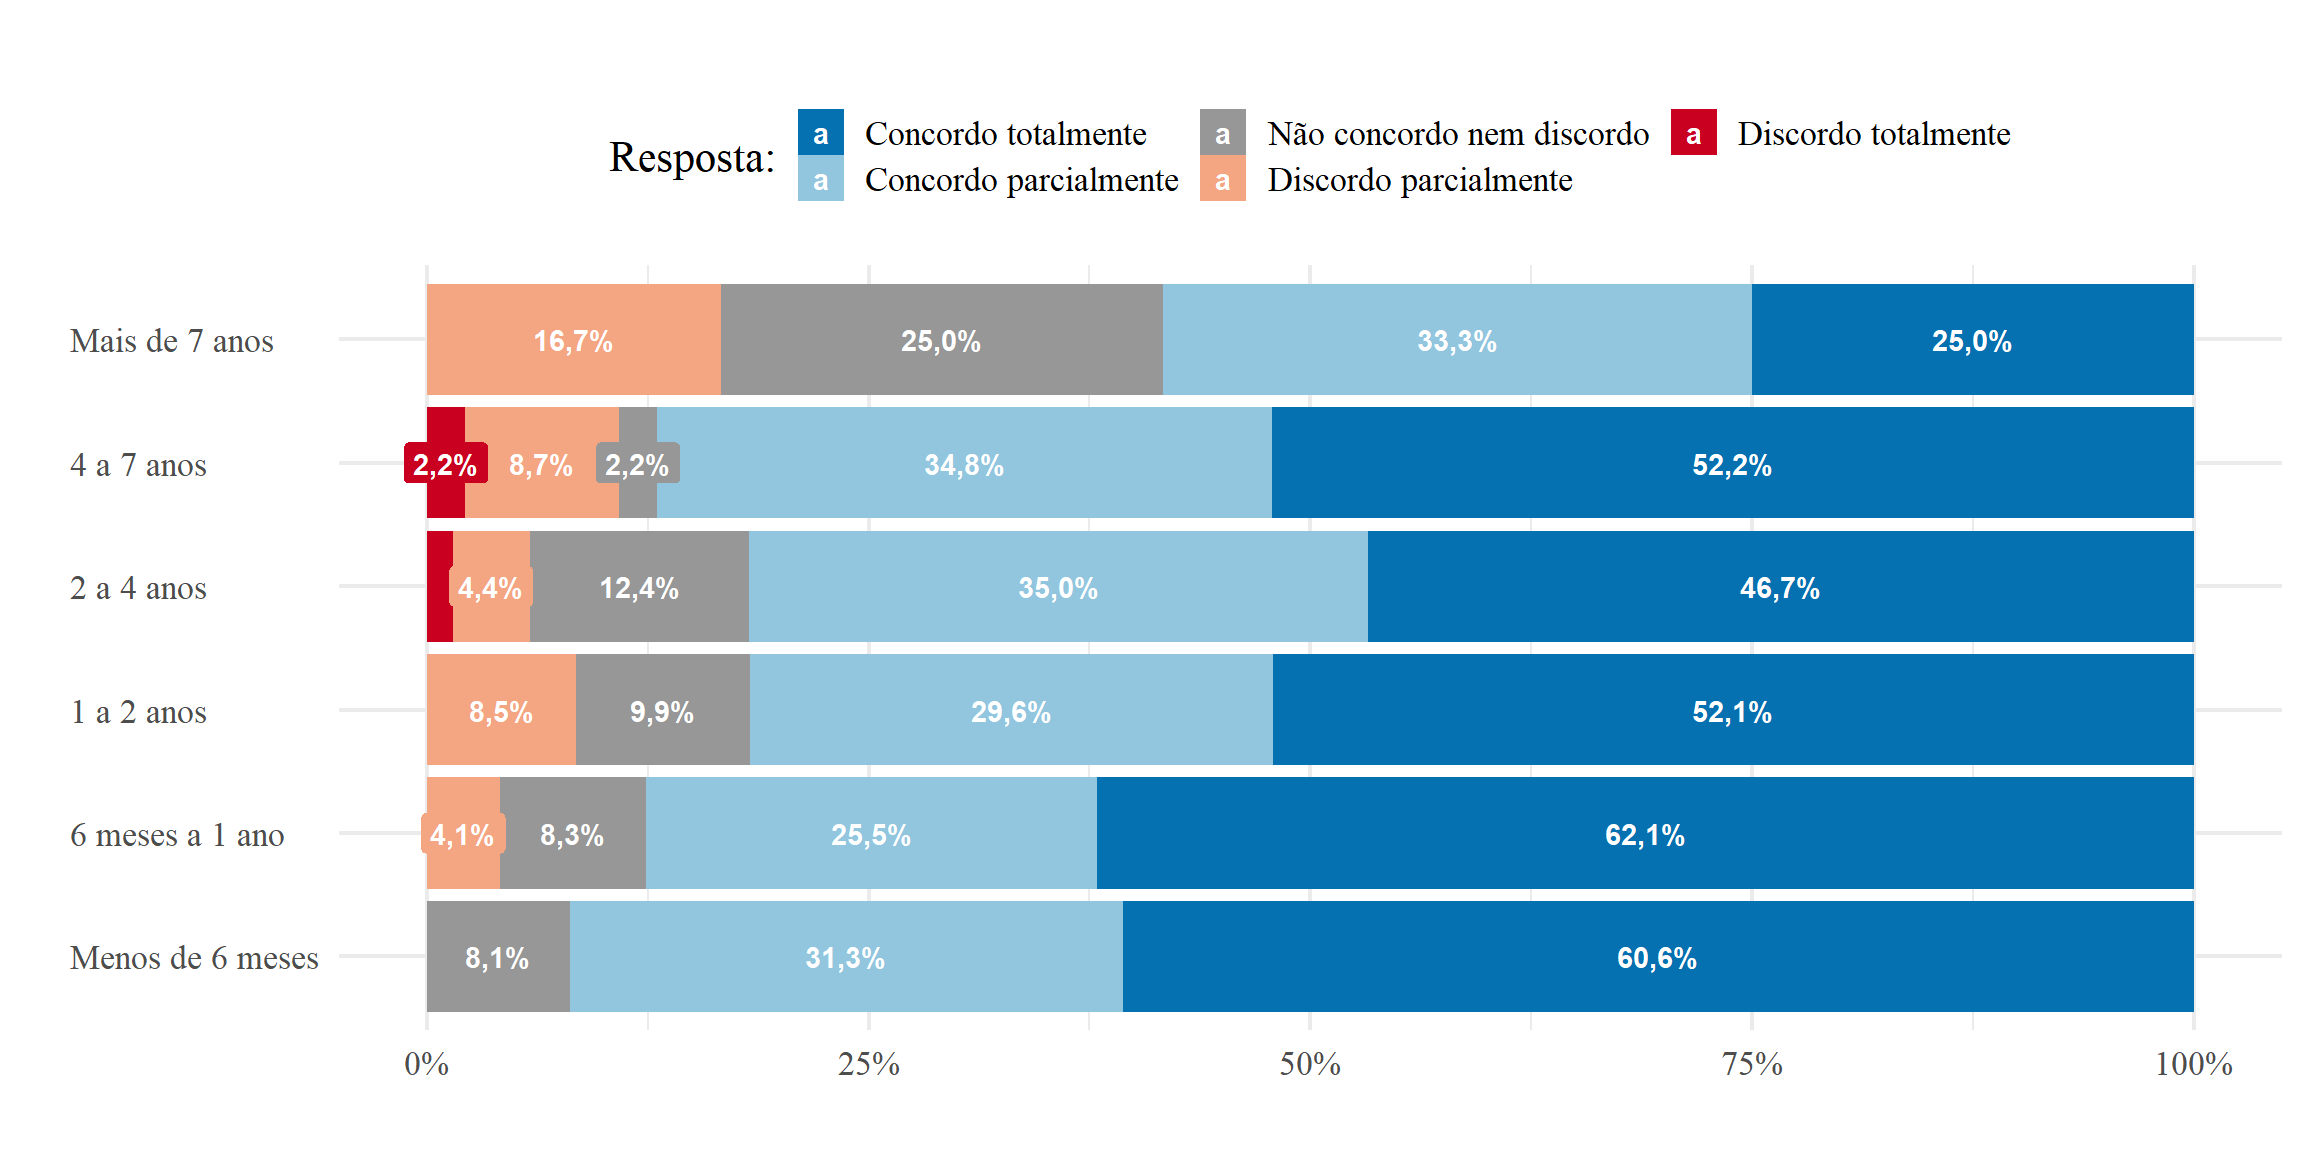 Resposta:
a Concordo totalmente
a Concordo parcialmente
a Não concordo nem discordo
a Discordo parcialmente
a Discordo totalmente
Mais de 7 anos
16,7% 25,0% 33,3% 25,0%
4 a 7 anos
2,2% 8,7% 2,2% 34,8% 52,2%
2 a 4 anos
4,4% 12,4% 35,0% 46,7%
1 a 2 anos
8,5% 9,9% 29,6% 52,1%
6 meses a 1 ano
4,1% 8,3% 25,5% 62,1%
Menos de 6 meses
8,1% 31,3% 60,6%
0% 25% 50% 75% 100%